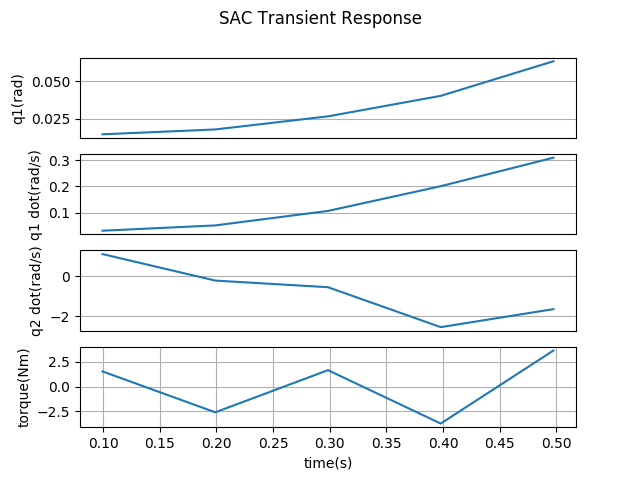 SAC Transient Response
q1(rad)
0.050
0.025
q1 dot(rad/s)
0.3
0.2
0.1
q2 dot(rad/s)
0
−2
torque(Nm)
2.5
0.0
−2.5
0.10 0.15 0.20 0.25 0.30 0.35 0.40 0.45 0.50
time(s)